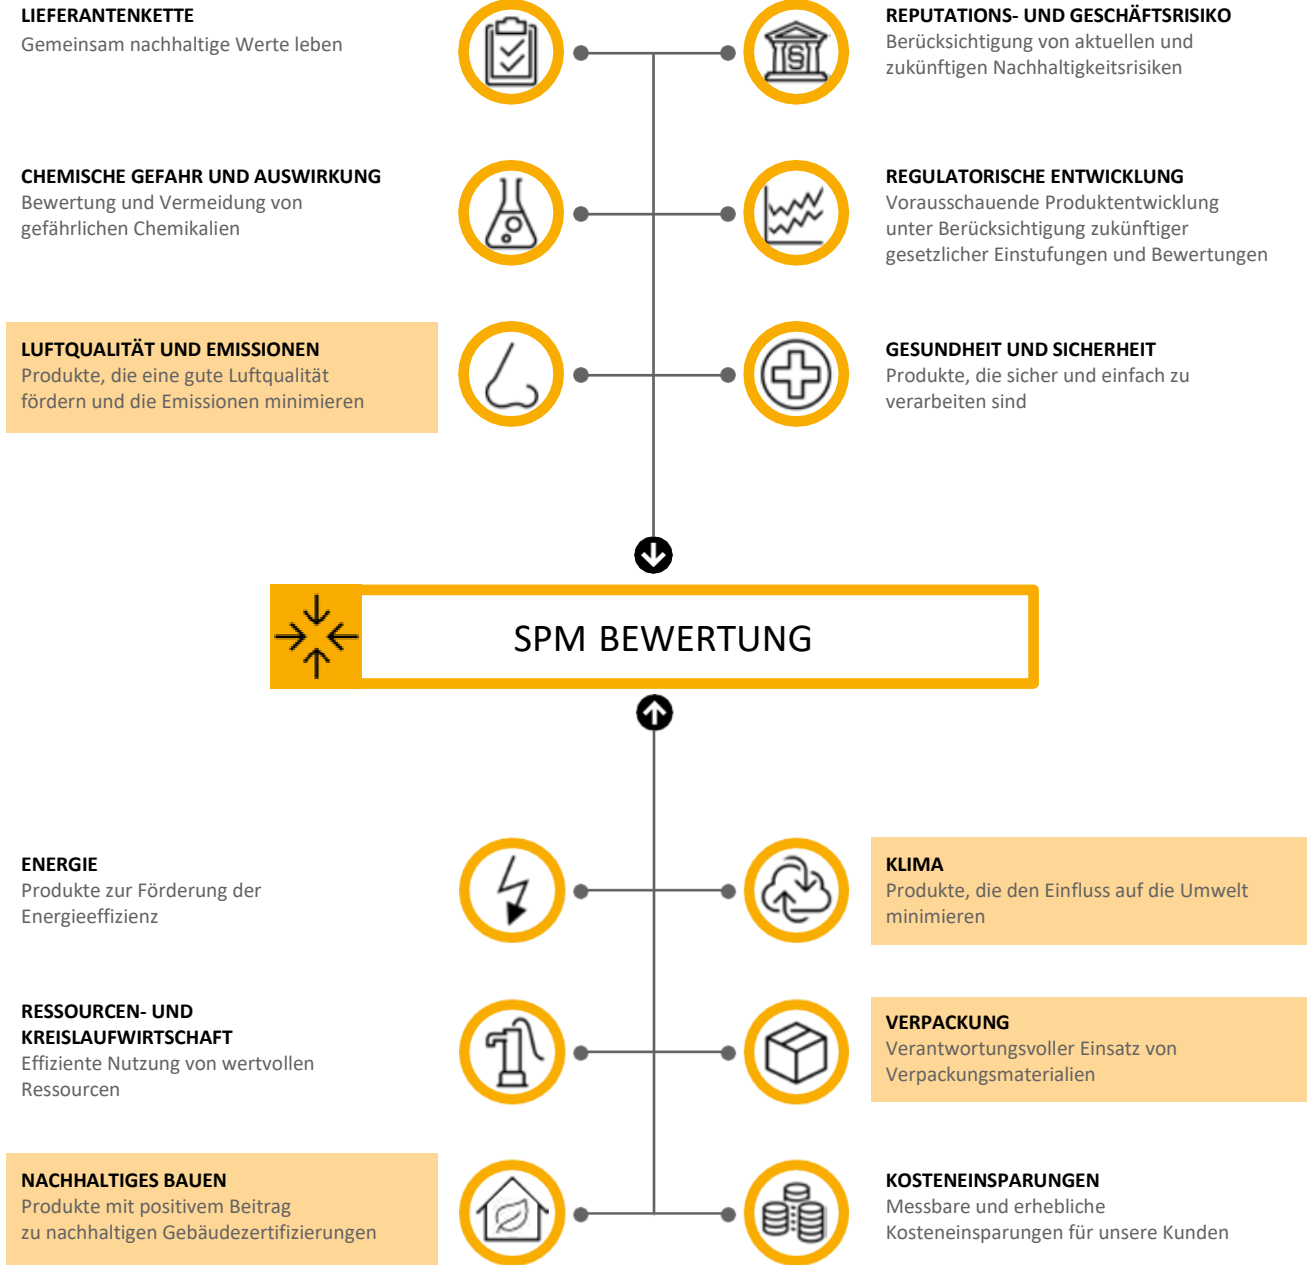 LIEFERANTENKETTE
Gemeinsam nachhaltige Werte leben
REPUTATIONS- UND GESCHÄFTSRISIKO
Berücksichtigung von aktuellen und
zukünftigen Nachhaltigkeitsrisiken
CHEMISCHE GEFAHR UND AUSWIRKUNG
Bewertung und Vermeidung von
gefährlichen Chemikalien
REGULATORISCHE ENTWICKLUNG
Vorausschauende Produktentwicklung
unter Berücksichtigung zukünftiger
gesetzlicher Einstufungen und Bewertungen
LUFTQUALITÄT UND EMISSIONEN
Produkte, die eine gute Luftqualität
fördern und die Emissionen minimieren
GESUNDHEIT UND SICHERHEIT
Produkte, die sicher und einfach zu
verarbeiten sind
SPM BEWERTUNG
ENERGIE
Produkte zur Förderung der
Energieeffizienz
KLIMA
Produkte, die den Einfluss auf die Umwelt
minimieren
RESSOURCEN- UND
KREISLAUFWIRTSCHAFT
Effiziente Nutzung von wertvollen
Ressourcen
VERPACKUNG
Verantwortungsvoller Einsatz von
Verpackungsmaterialien
NACHHALTIGES BAUEN
Produkte mit positivem Beitrag
zu nachhaltigen Gebäudezertifizierungen
KOSTENEINSPARUNGEN
Messbare und erhebliche
Kosteneinsparungen für unsere Kunden